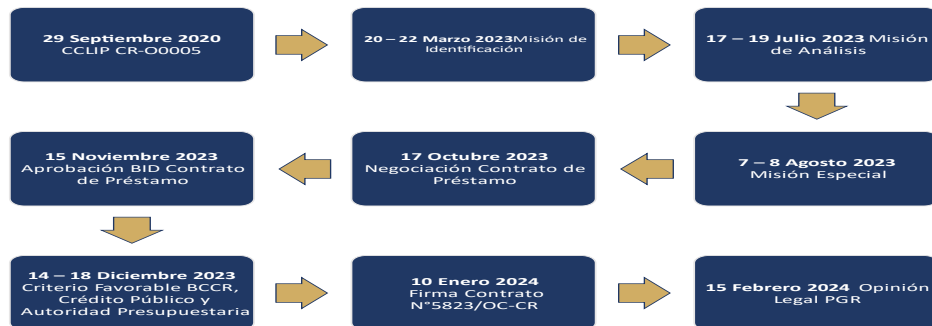 29 Septiembre 2020
CCLIP CR-O0005
20 – 22 Marzo 2023Misión de
Identificación
17 – 19 Julio 2023 Misión
de Análisis
7 – 8 Agosto 2023
Misión Especial
17 Octubre 2023
Negociación Contrato de
Préstamo
15 Noviembre 2023
Aprobación BID Contrato
de Préstamo
14 – 18 Diciembre 2023
Criterio Favorable BCCR,
Crédito Público y
Autoridad Presupuestaria
10 Enero 2024
Firma Contrato
N°5823/OC-CR
15 Febrero 2024 Opinión
Legal PGR